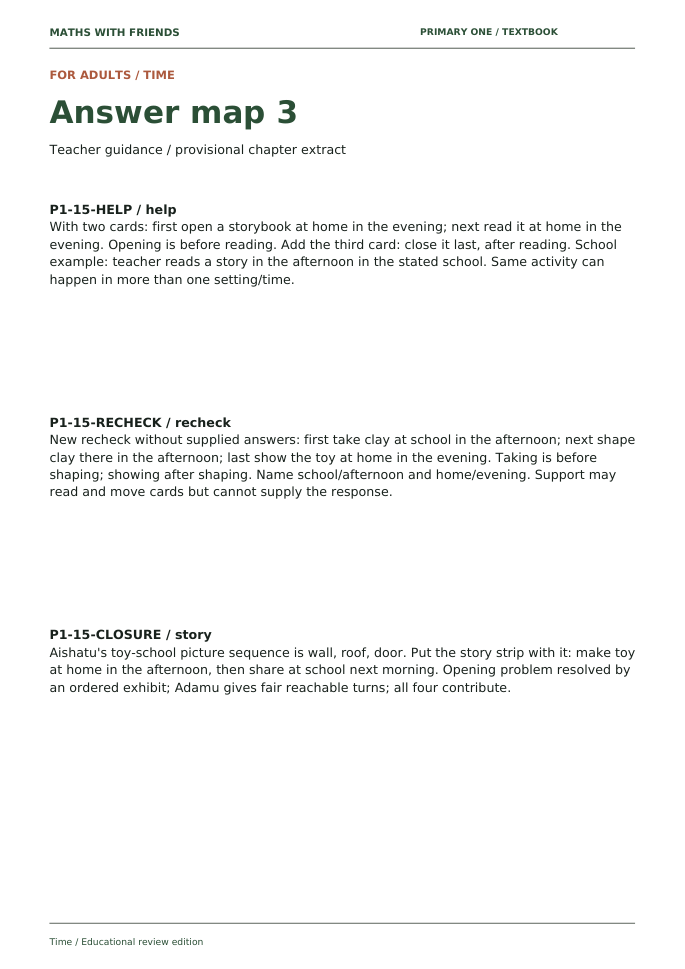 MATHS WITH FRIENDS
PRIMARY ONE / TEXTBOOK
FOR ADULTS / TIME
Answer map 3
Teacher guidance / provisional chapter extract
P1-15-HELP / help
With two cards: first open a storybook at home in the evening; next read it at home in the
evening. Opening is before reading. Add the third card: close it last, after reading. School
example: teacher reads a story in the afternoon in the stated school. Same activity can
happen in more than one setting/time.
P1-15-RECHECK / recheck
New recheck without supplied answers: first take clay at school in the afternoon; next shape
clay there in the afternoon; last show the toy at home in the evening. Taking is before
shaping; showing after shaping. Name school/afternoon and home/evening. Support may
read and move cards but cannot supply the response.
P1-15-CLOSURE / story
Aishatu's toy-school picture sequence is wall, roof, door. Put the story strip with it: make toy
at home in the afternoon, then share at school next morning. Opening problem resolved by
an ordered exhibit; Adamu gives fair reachable turns; all four contribute.
Time / Educational review edition